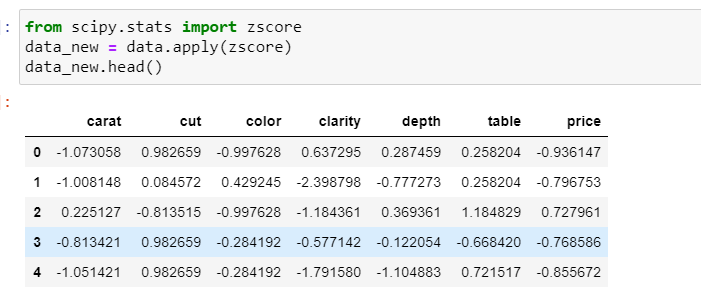 ]: from scipy.stats import zscore
data_new = data.apply(zscore)
data_new.head()
]:
carat cut color clarity depth table price
0 -1.073058 0.982659 -0.997628 0.637295 0.287459 0.258204 -0.936147
1 -1.008148 0.084572 0.429245 -2.398798 -0.777273 0.258204 -0.796753
2 0.225127 -0.813515 -0.997628 -1.184361 0.369361 1.184829 0.727961
3 -0.813421 0.982659 -0.284192 -0.577142 -0.122054 -0.668420 -0.768586
4 -1.051421 0.982659 -0.284192 -1.791580 -1.104883 0.721517 -0.855672